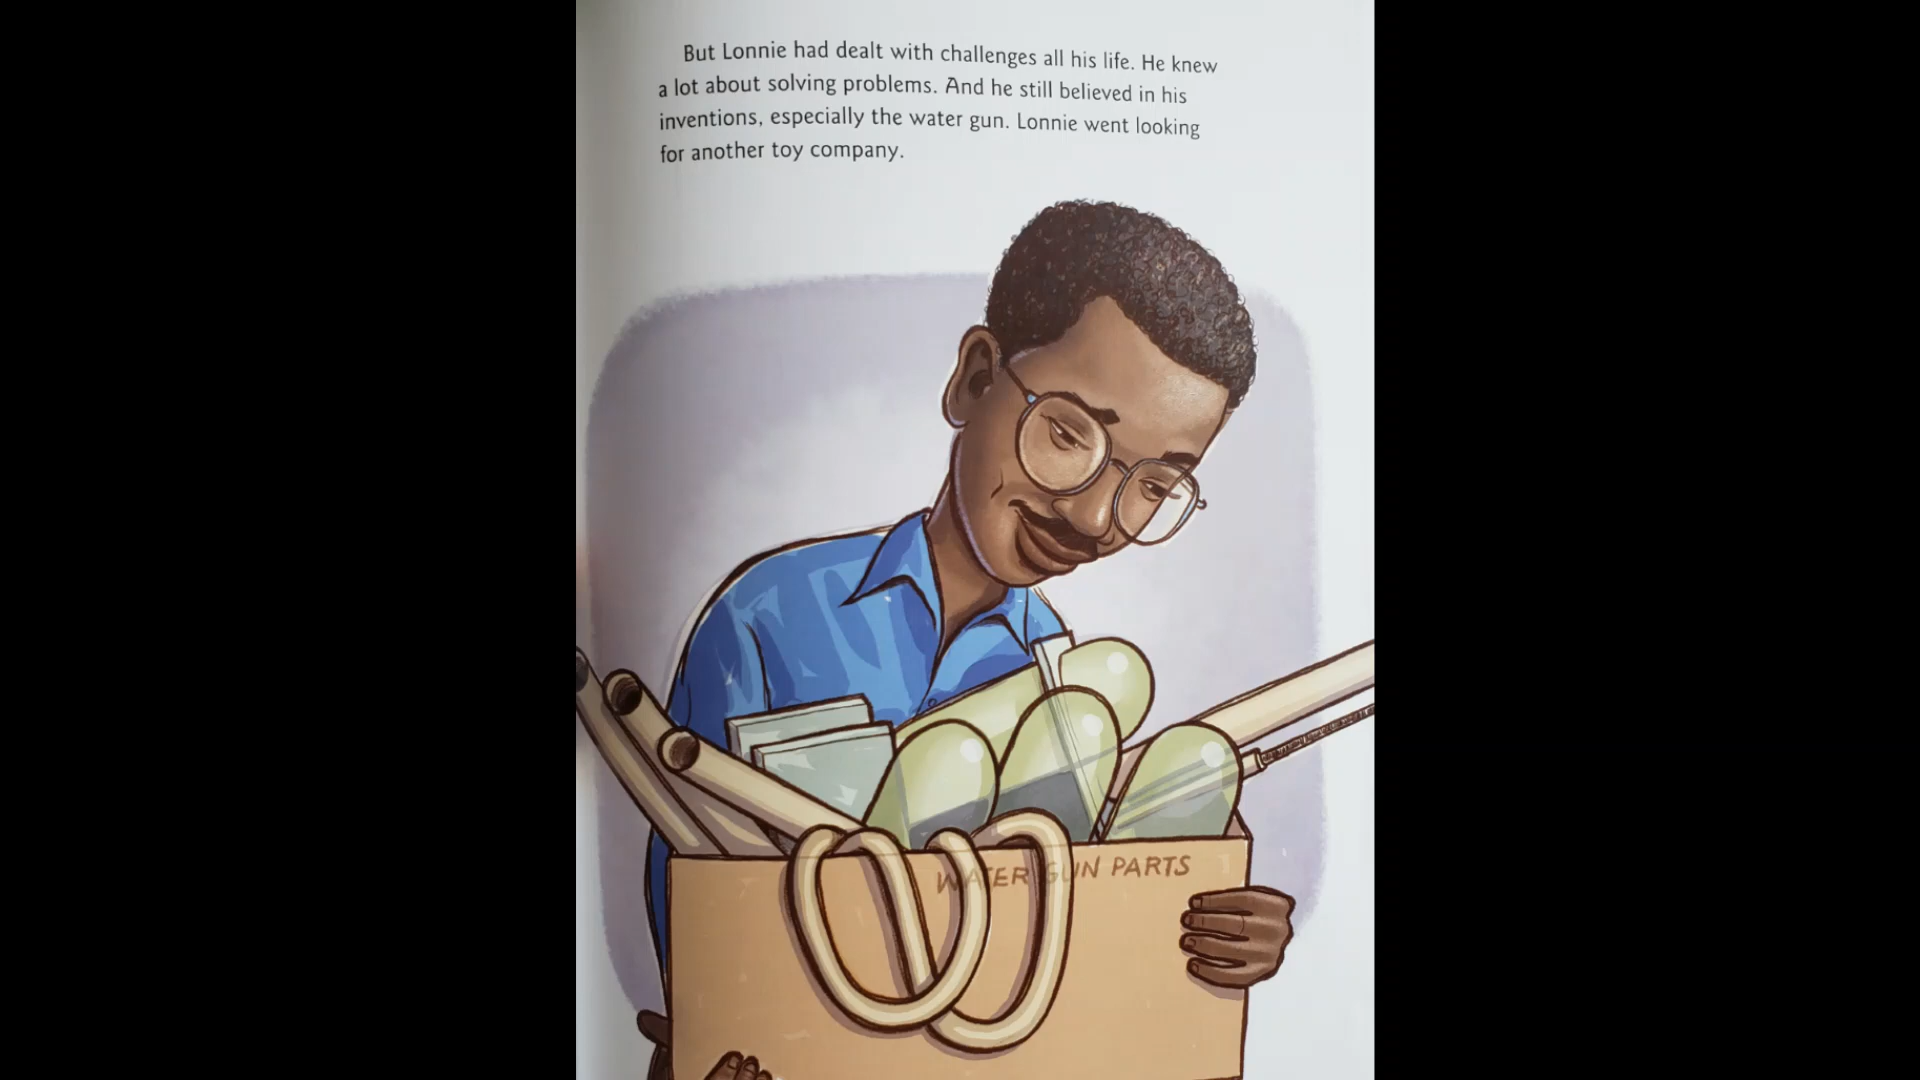 But Lonnie had dealt with challenges all his life. He knew
a lot about solving problems. And he still believed in his
inventions, especially the water gun. Lonnie went looking
for another toy company.
WATER GUN PARTS